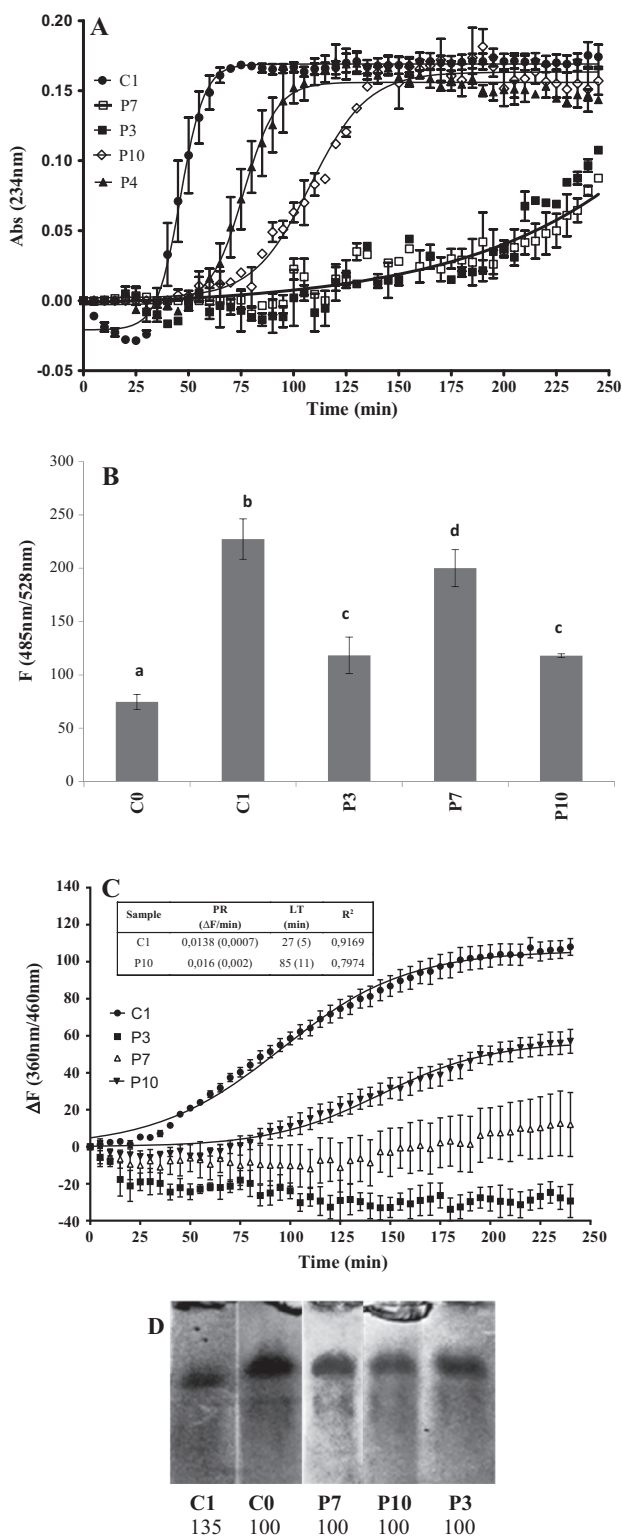 A
0.20
0.15
0.10
0.05
0.00
-0.05
Abs (234nm)
C1
P7
P3
P10
P4
0 25 50 75 100 125 150 175 200 225 250
Time (min)
B
300
250
200
150
100
50
0
F (485nm/528nm)
a
b
c
d
c
C0 C1 P3 P7 P10
C
140
120
100
80
60
40
20
0
-20
-40
ΔF (360nm/460nm)
Sample PR (ΔF/min) LT (min) R²
C1 0,0138 (0,0007) 27 (5) 0,9169
P10 0,016 (0,002) 85 (11) 0,7974
C1
P3
P7
P10
0 25 50 75 100 125 150 175 200 225 250
Time (min)
D
C1 C0 P7 P10 P3
135 100 100 100 100